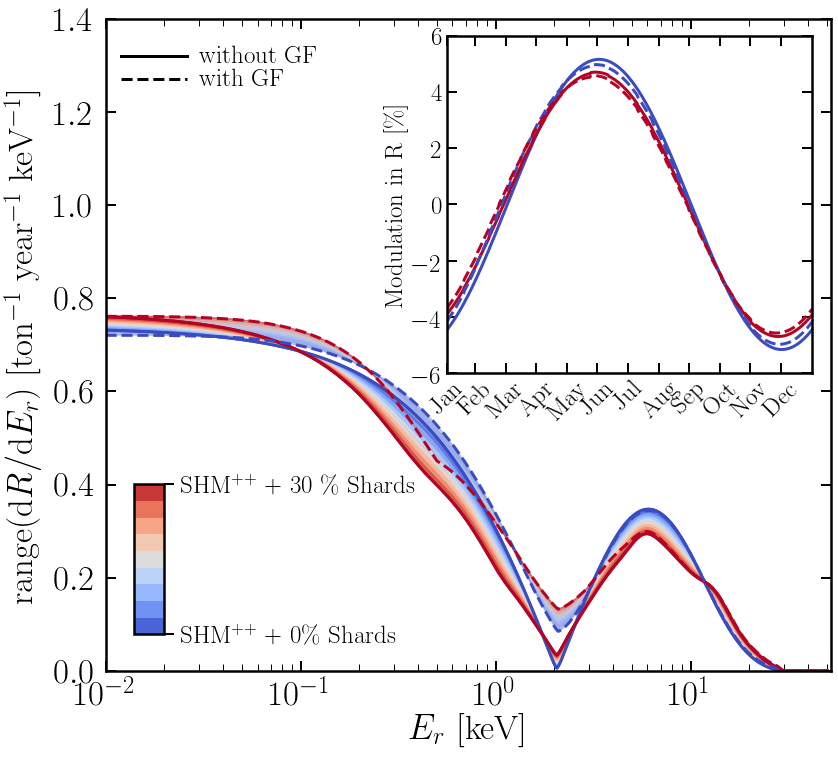 without GF
with GF
range(dR/dE_r) [ton^{-1} year^{-1} keV^{-1}]
1.4
1.2
1.0
0.8
0.6
0.4
0.2
0.0
SHM^{++} + 30 % Shards
SHM^{++} + 0% Shards
10^{-2}
10^{-1}
10^{0}
10^{1}
E_r [keV]
Modulation in R [%]
6
4
2
0
−2
−4
−6
Jan
Feb
Mar
Apr
May
Jun
Jul
Aug
Sep
Oct
Nov
Dec